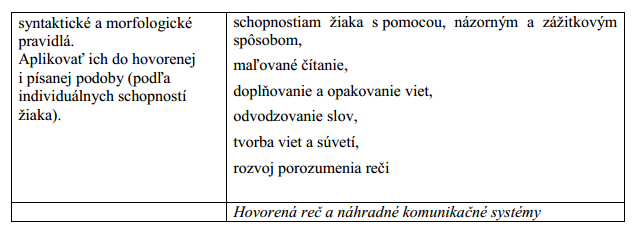 syntaktické a morfologické
pravidlá.
Aplikovať ich do hovorenej
i písanej podoby (podľa
individuálnych schopností
žiaka).
schopnostiam žiaka s pomocou, názorným a zážitkovým
spôsobom,
maľované čítanie,
doplňovanie a opakovanie viet,
odvodzovanie slov,
tvorba viet a súvetí,
rozvoj porozumenia reči
Hovorená reč a náhradné komunikačné systémy